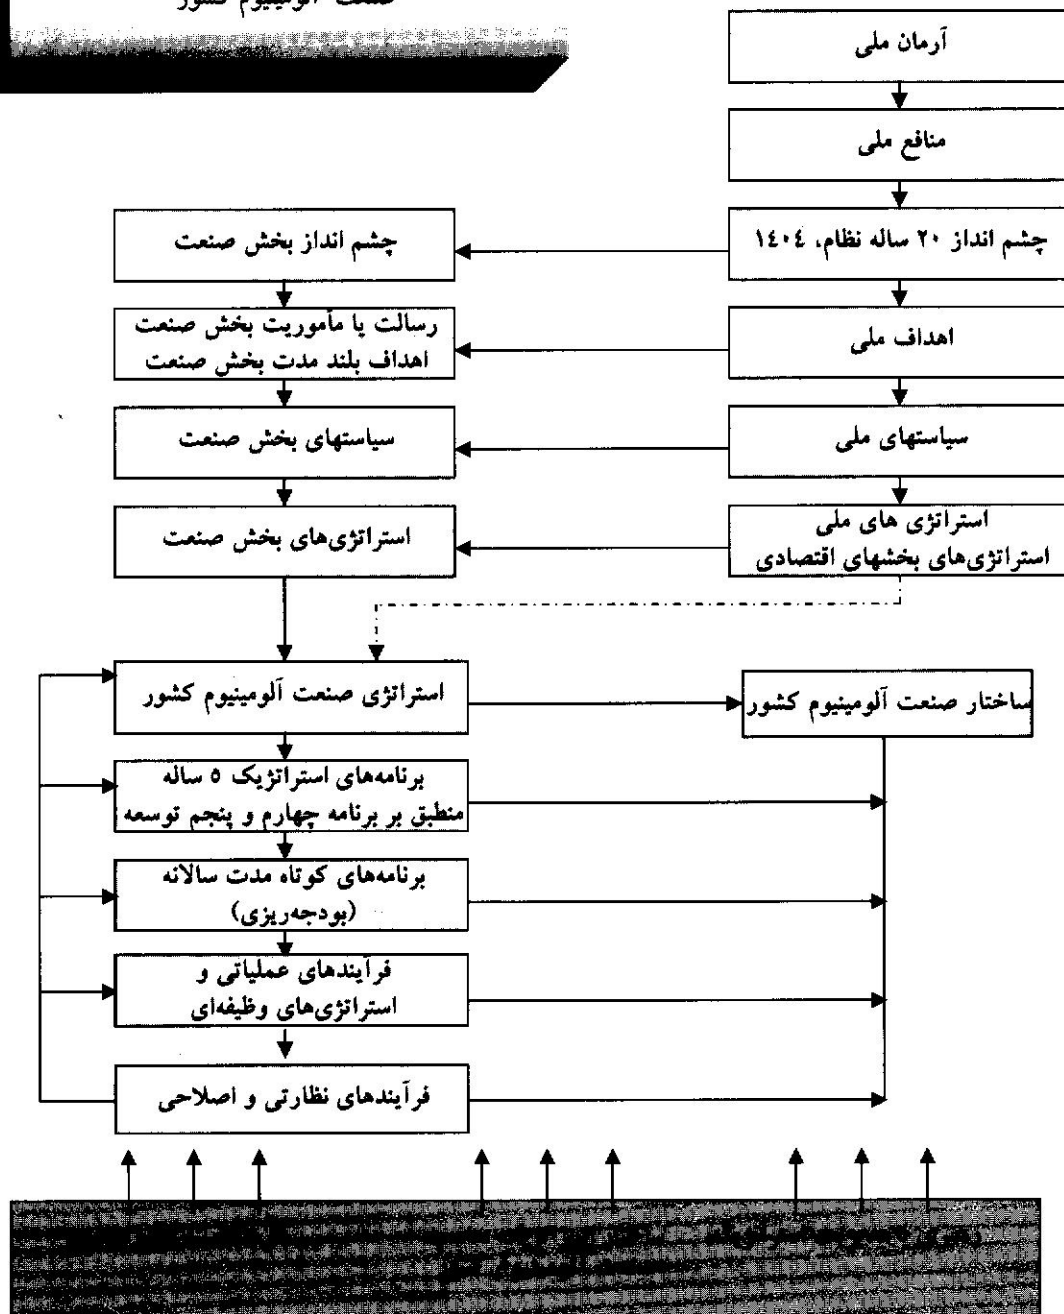 صنعت آلومینیوم کشور
آرمان ملی
منافع ملی
چشم انداز ۲۰ ساله نظام، ۱٤۰٤
چشم انداز بخش صنعت
اهداف ملی
رسالت یا مأموریت بخش صنعت
اهداف بلند مدت بخش صنعت
سیاستهای ملی
سیاستهای بخش صنعت
استراتژی های ملی
استراتژی‌های بخشهای اقتصادی
استراتژی‌های بخش صنعت
ساختار صنعت آلومینیوم کشور
استراتژی صنعت آلومینیوم کشور
برنامه‌های استراتژیک ۵ ساله
منطبق بر برنامه چهارم و پنجم توسعه
برنامه‌های کوتاه مدت سالانه
(بودجه‌ریزی)
فرآیندهای عملیاتی و
استراتژی‌های وظیفه‌ای
فرآیندهای نظارتی و اصلاحی